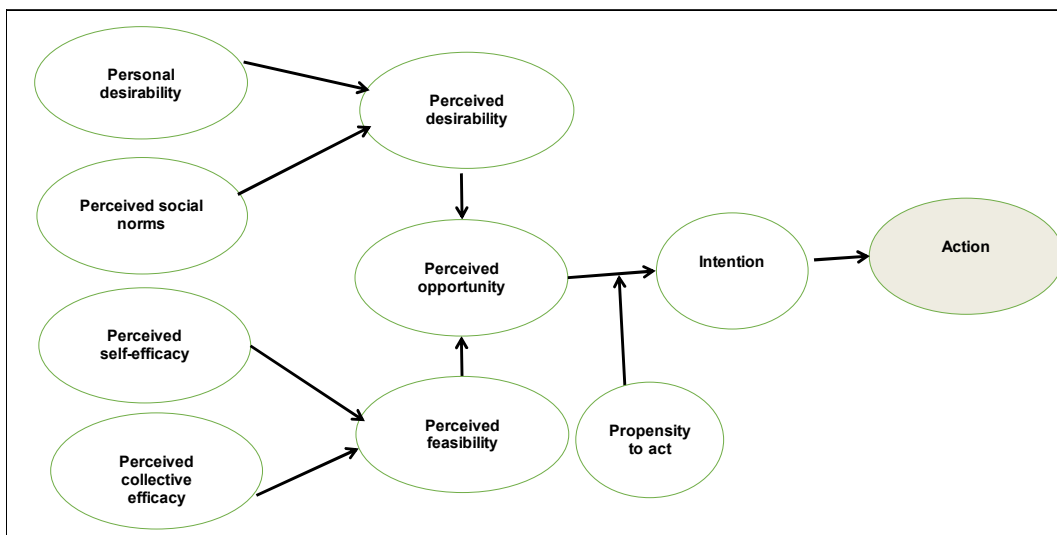 Personal
desirability
Perceived
desirability
Perceived social
norms
Perceived
opportunity
Intention
Action
Perceived
self-efficacy
Perceived
feasibility
Propensity
to act
Perceived
collective
efficacy